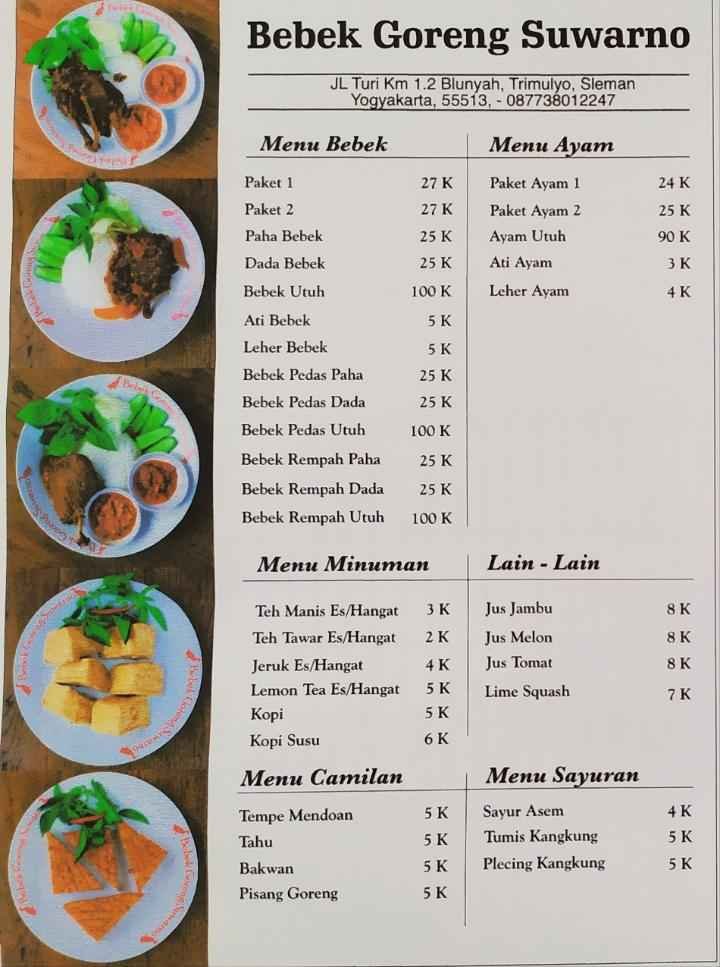 Bebek Goreng Suwarno
JL Turi Km 1.2 Blunyah, Trimulyo, Sleman
Yogyakarta, 55513, - 087738012247
Menu Bebek
Paket 1 27 K
Paket 2 27 K
Paha Bebek 25 K
Dada Bebek 25 K
Bebek Utuh 100 K
Ati Bebek 5 K
Leher Bebek 5 K
Bebek Pedas Paha 25 K
Bebek Pedas Dada 25 K
Bebek Pedas Utuh 100 K
Bebek Rempah Paha 25 K
Bebek Rempah Dada 25 K
Bebek Rempah Utuh 100 K
Menu Ayam
Paket Ayam 1 24 K
Paket Ayam 2 25 K
Ayam Utuh 90 K
Ati Ayam 3 K
Leher Ayam 4 K
Menu Minuman
Teh Manis Es/Hangat 3 K
Teh Tawar Es/Hangat 2 K
Jeruk Es/Hangat 4 K
Lemon Tea Es/Hangat 5 K
Kopi 5 K
Kopi Susu 6 K
Lain - Lain
Jus Jambu 8 K
Jus Melon 8 K
Jus Tomat 8 K
Lime Squash 7 K
Menu Camilan
Tempe Mendoan 5 K
Tahu 5 K
Bakwan 5 K
Pisang Goreng 5 K
Menu Sayuran
Sayur Asem 4 K
Tumis Kangkung 5 K
Plecing Kangkung 5 K
Bebek Goreng Suwarno
Bebek Goreng Suwarno